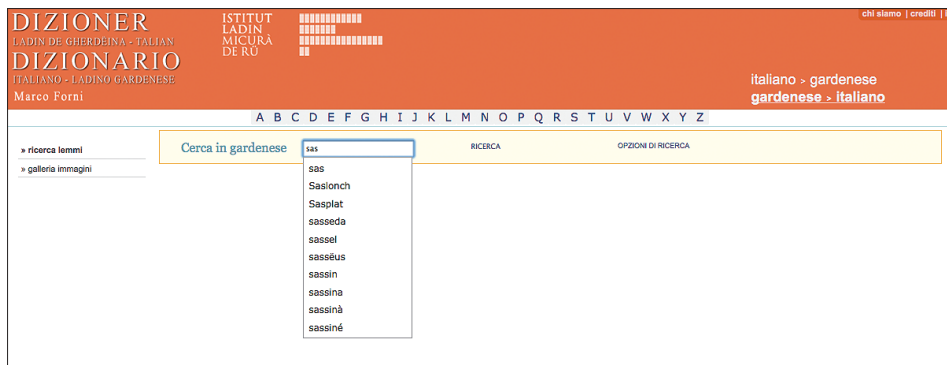 chi siamo | crediti |
DIZIONER
LADIN DE GHERDËINA - TALIAN
DIZIONARIO
ITALIANO - LADINO GARDENESE
Marco Forni
ISTITUT
LADIN
MICURÀ
DE RÜ
italiano > gardenese
gardenese > italiano
A B C D E F G H I J K L M N O P Q R S T U V W X Y Z
» ricerca lemmi
» galleria immagini
Cerca in gardenese sas RICERCA OPZIONI DI RICERCA
sas
Saslonch
Sasplat
sasseda
sassel
sassëus
sassin
sassina
sassinà
sassiné